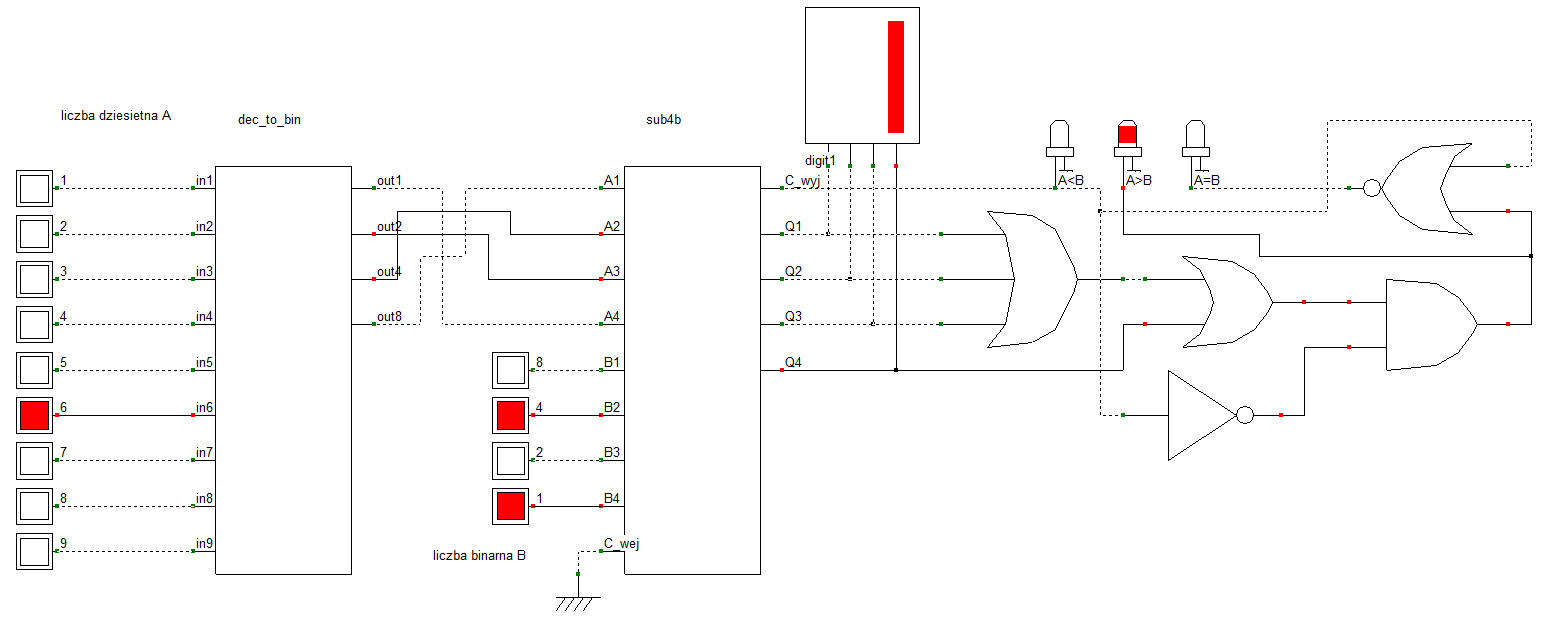 liczba dziesietna A
dec_to_bin
sub4b
digit1
A<B
A>B
A=B
1
in1
out1
A1
C_wyj
2
in2
out2
A2
Q1
3
in3
out4
A3
Q2
4
in4
out8
A4
Q3
5
in5
8
B1
Q4
6
in6
4
B2
7
in7
2
B3
8
in8
1
B4
9
in9
liczba binarna B
C_wej